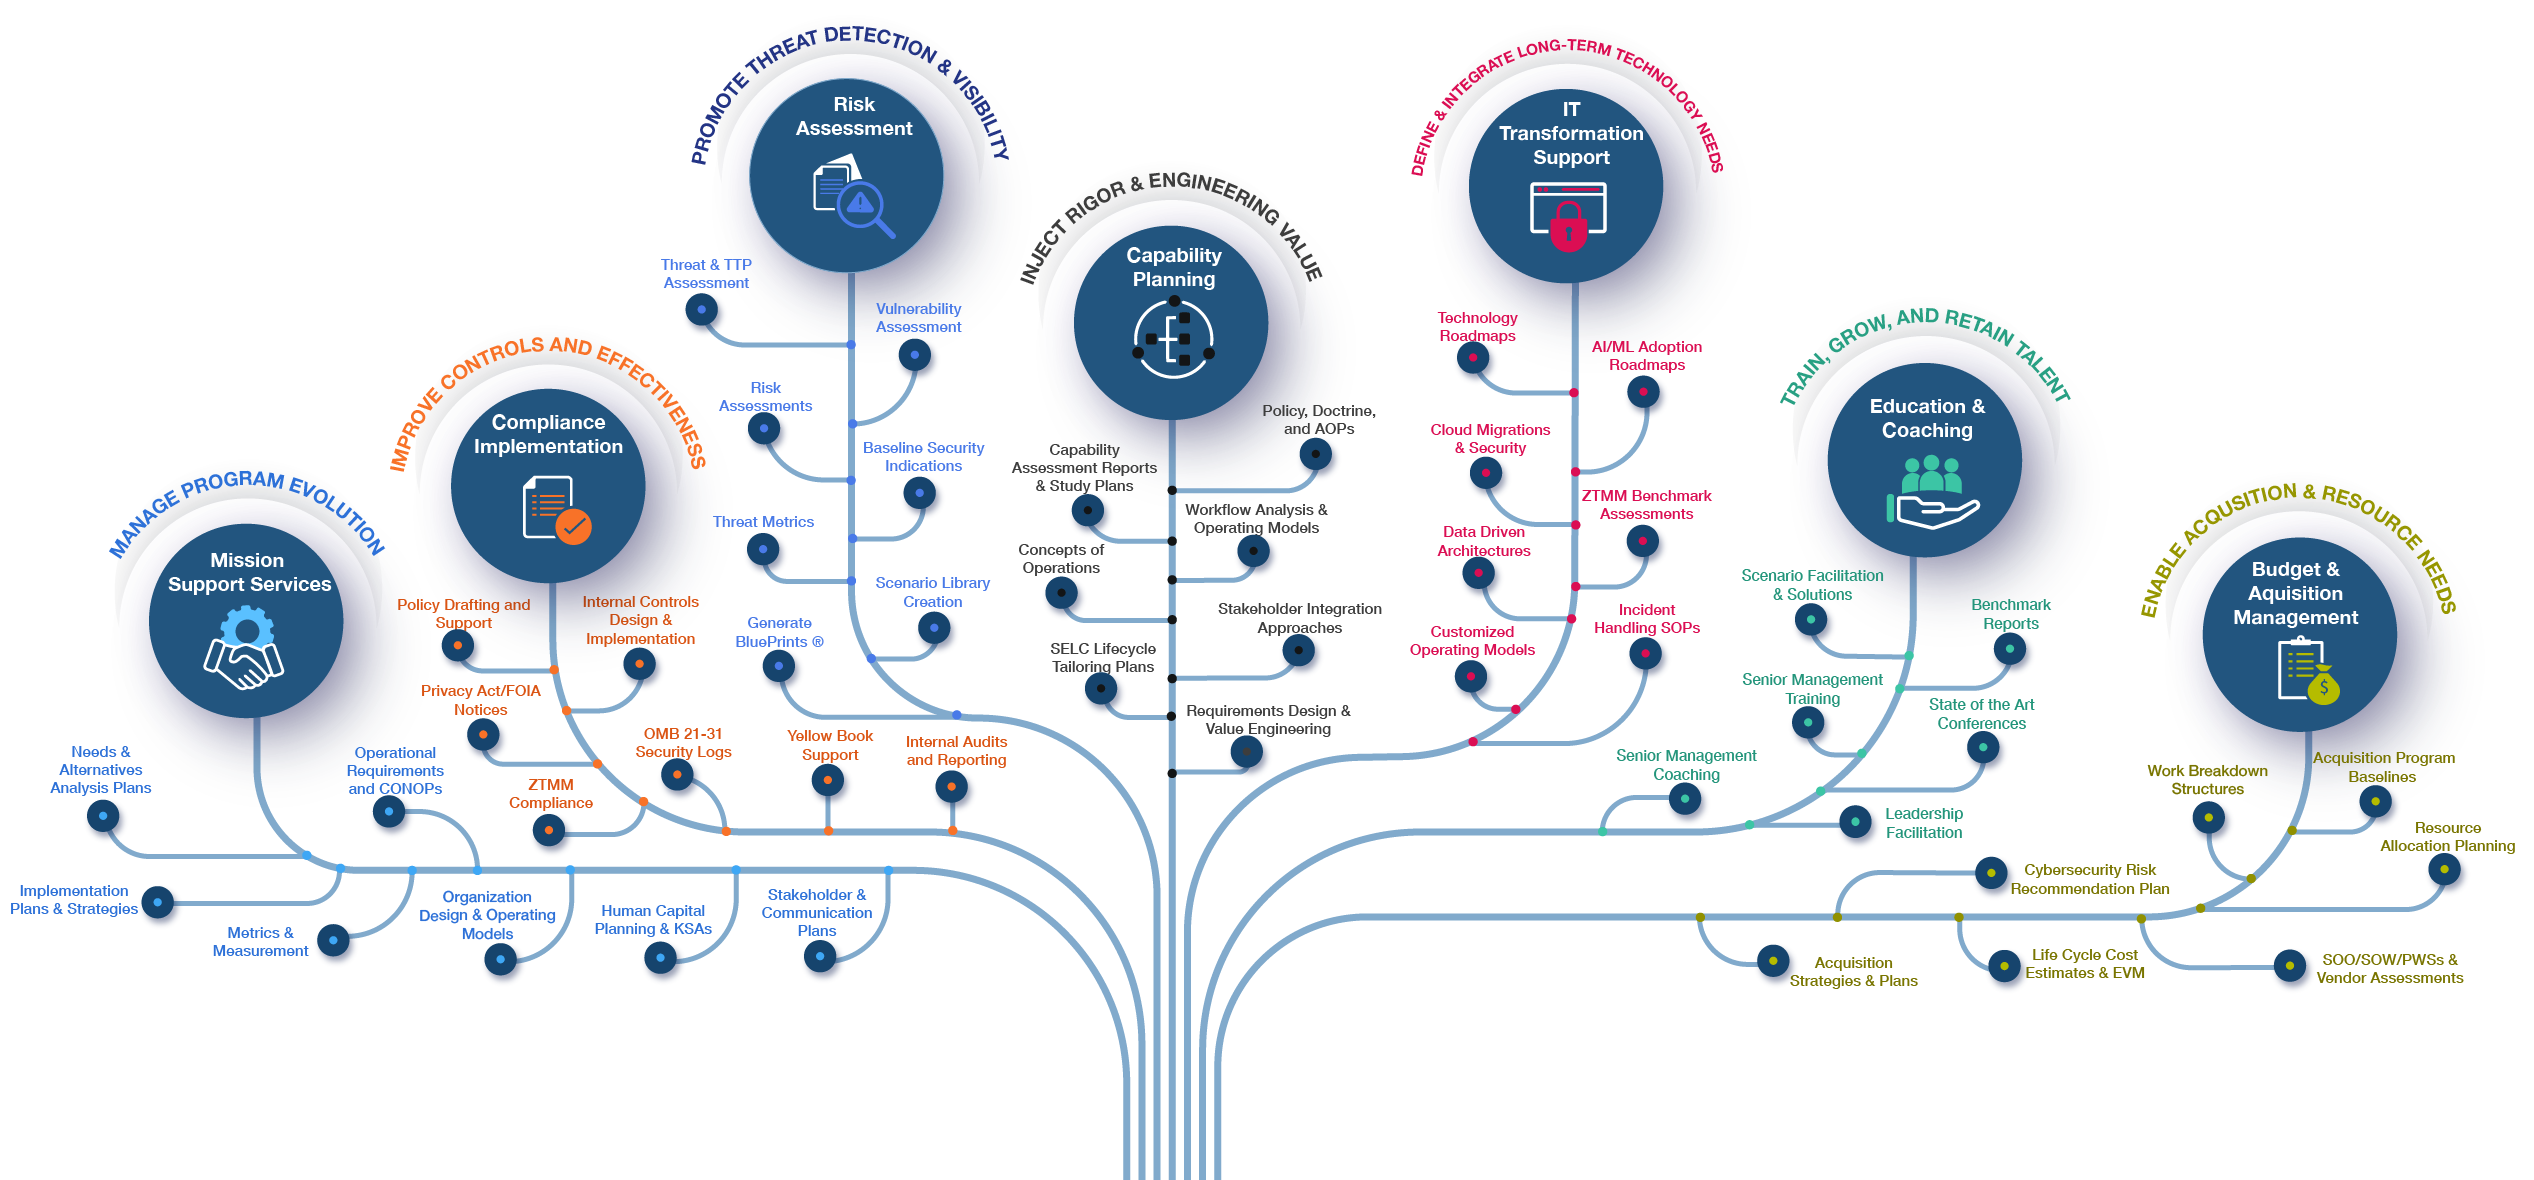 MANAGE PROGRAM EVOLUTION
Mission
Support Services
Needs &
Alternatives
Analysis Plans
Operational
Requirements
and CONOPs
Implementation
Plans & Strategies
Metrics &
Measurement
Organization
Design & Operating
Models
Human Capital
Planning & KSAs
Stakeholder &
Communication
Plans
IMPROVE CONTROLS AND EFFECTIVENESS
Compliance
Implementation
Policy Drafting and
Support
Internal Controls
Design &
Implementation
Privacy Act/FOIA
Notices
OMB 21-31
Security Logs
ZTMM
Compliance
Yellow Book
Support
Internal Audits
and Reporting
PROMOTE THREAT DETECTION & VISIBILITY
Risk
Assessment
Threat & TTP
Assessment
Vulnerability
Assessment
Risk
Assessments
Baseline Security
Indications
Threat Metrics
Scenario Library
Creation
Generate
BluePrints ®
INJECT RIGOR & ENGINEERING VALUE
Capability
Planning
Policy, Doctrine,
and AOPs
Capability
Assessment Reports
& Study Plans
Workflow Analysis &
Operating Models
Concepts of
Operations
Stakeholder Integration
Approaches
SELC Lifecycle
Tailoring Plans
Requirements Design &
Value Engineering
DEFINE & INTEGRATE LONG-TERM TECHNOLOGY NEEDS
IT
Transformation
Support
Technology
Roadmaps
AI/ML Adoption
Roadmaps
Cloud Migrations
& Security
ZTMM Benchmark
Assessments
Data Driven
Architectures
Incident
Handling SOPs
Customized
Operating Models
TRAIN, GROW, AND RETAIN TALENT
Education &
Coaching
Scenario Facilitation
& Solutions
Benchmark
Reports
Senior Management
Training
State of the Art
Conferences
Senior Management
Coaching
Leadership
Facilitation
ENABLE ACQUSITION & RESOURCE NEEDS
Budget &
Aquisition
Management
$
Work Breakdown
Structures
Acquisition Program
Baselines
Resource
Allocation Planning
Cybersecurity Risk
Recommendation Plan
Acquisition
Strategies & Plans
Life Cycle Cost
Estimates & EVM
SOO/SOW/PWSs &
Vendor Assessments